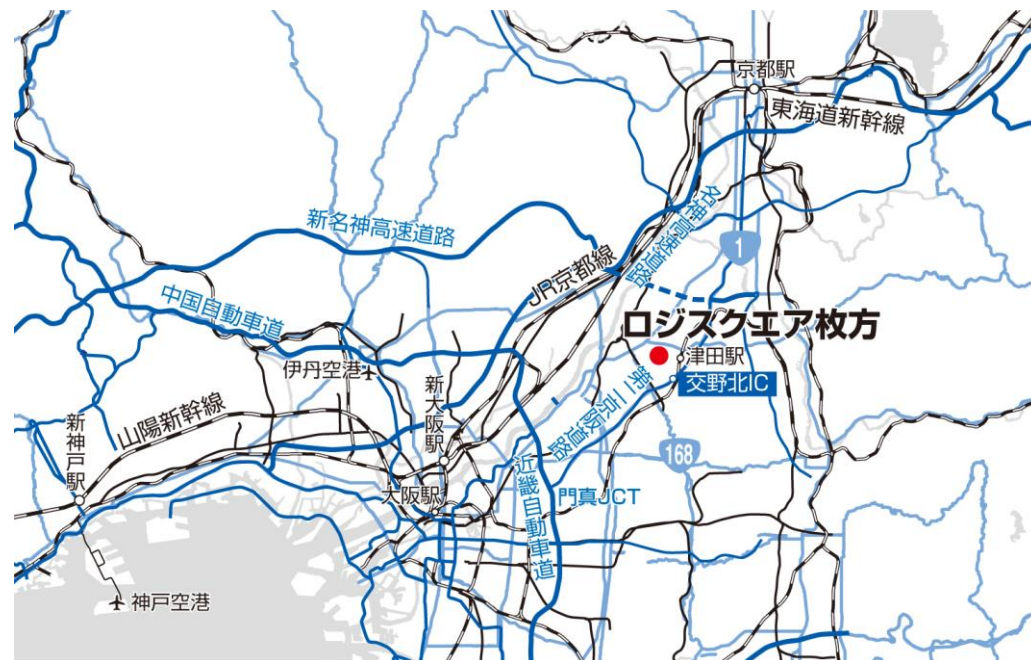 京都駅
東海道新幹線
名神高速道路
新名神高速道路
1
JR京都線
中国自動車道
ロジスクエア枚方
津田駅
伊丹空港
交野北IC
新大阪駅
第二京阪道路
山陽新幹線
新神戸駅
168
大阪駅
近畿自動車道
門真JCT
神戸空港